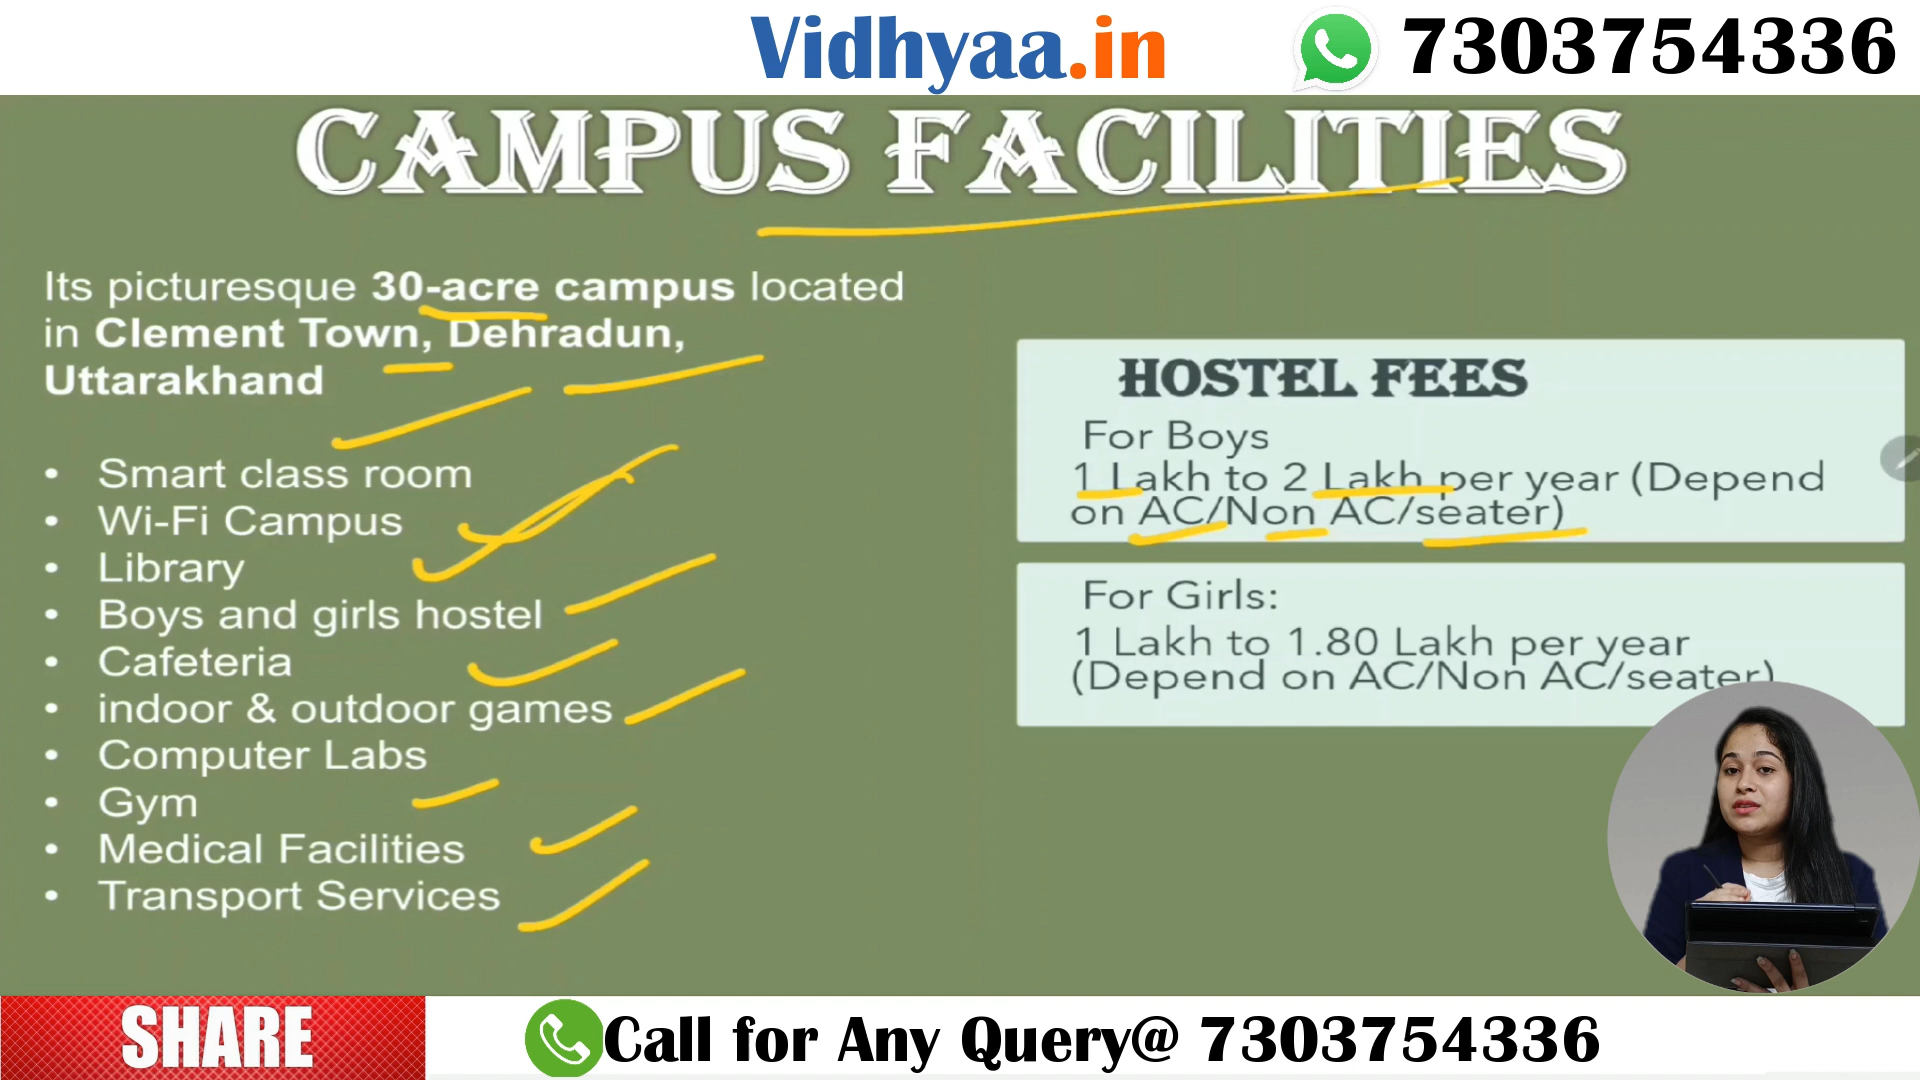 Vidhyaa.in
7303754336
CAMPUS FACILITIES
Its picturesque 30-acre campus located
in Clement Town, Dehradun,
Uttarakhand
• Smart class room
• Wi-Fi Campus
• Library
• Boys and girls hostel
• Cafeteria
• indoor & outdoor games
• Computer Labs
• Gym
• Medical Facilities
• Transport Services
HOSTEL FEES
For Boys
1 Lakh to 2 Lakh per year (Depend
on AC/Non AC/seater)
For Girls:
1 Lakh to 1.80 Lakh per year
(Depend on AC/Non AC/seater)
SHARE
Call for Any Query@ 7303754336